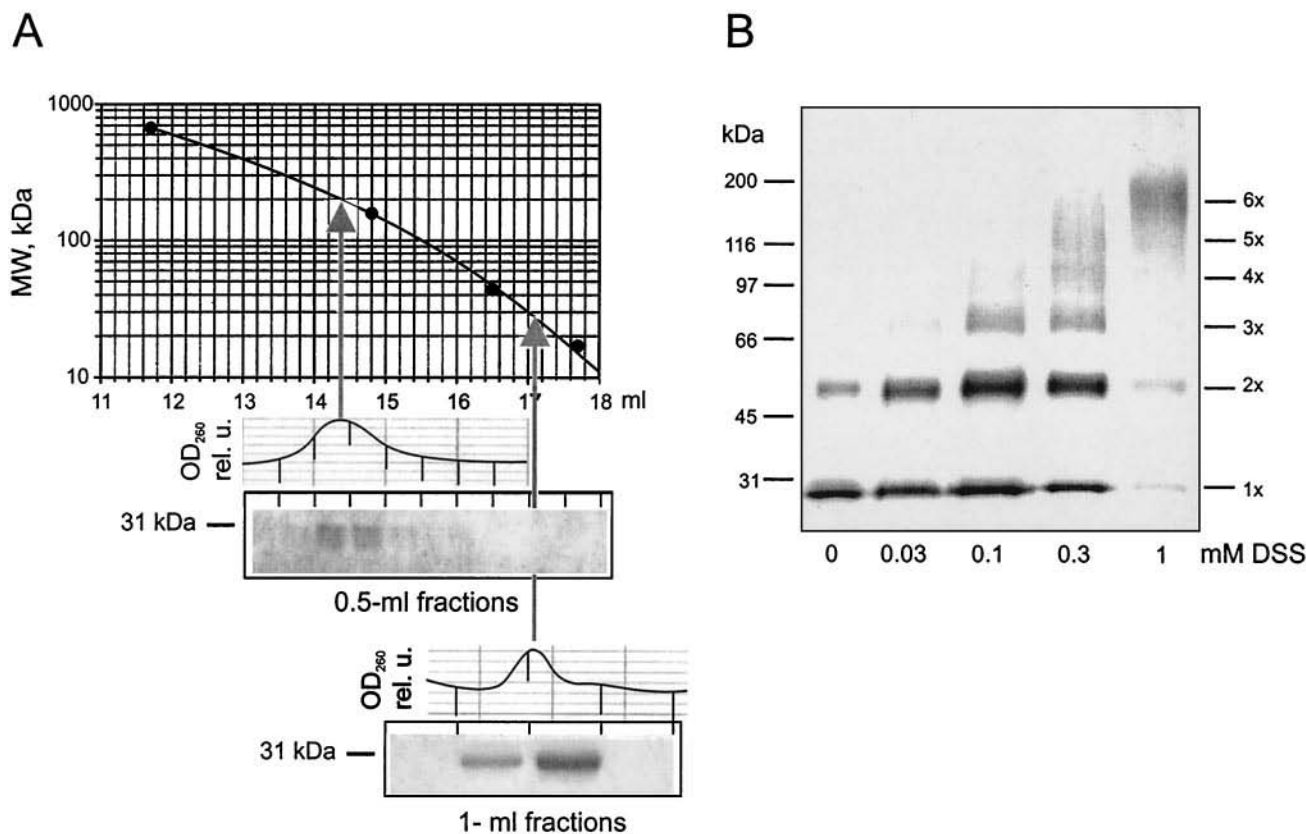 A
1000
100
10
MW, kDa
11 12 13 14 15 16 17 18 ml
OD260
rel. u.
31 kDa
0.5-ml fractions
OD260
rel. u.
31 kDa
1- ml fractions
B
kDa
200
116
97
66
45
31
6x
5x
4x
3x
2x
1x
0 0.03 0.1 0.3 1 mM DSS